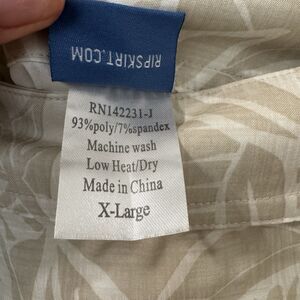 RIPSKIRT.COM
RN142231-J
93%poly/7%spandex
Machine wash
Low Heat/Dry
Made in China
X-Large